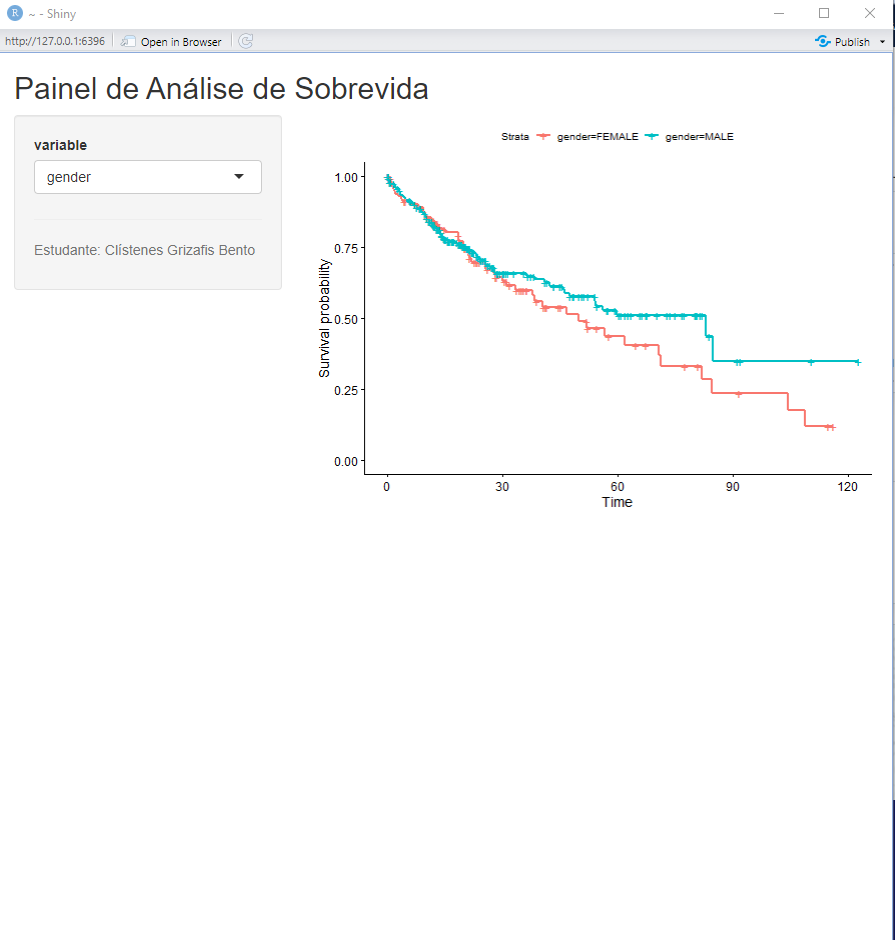 ~ - Shiny
http://127.0.0.1:6396 Open in Browser Publish
Painel de Análise de Sobrevida
variable
gender
Estudante: Clístenes Grizafis Bento
Strata gender=FEMALE gender=MALE
Survival probability
1.00
0.75
0.50
0.25
0.00
0 30 60 90 120
Time